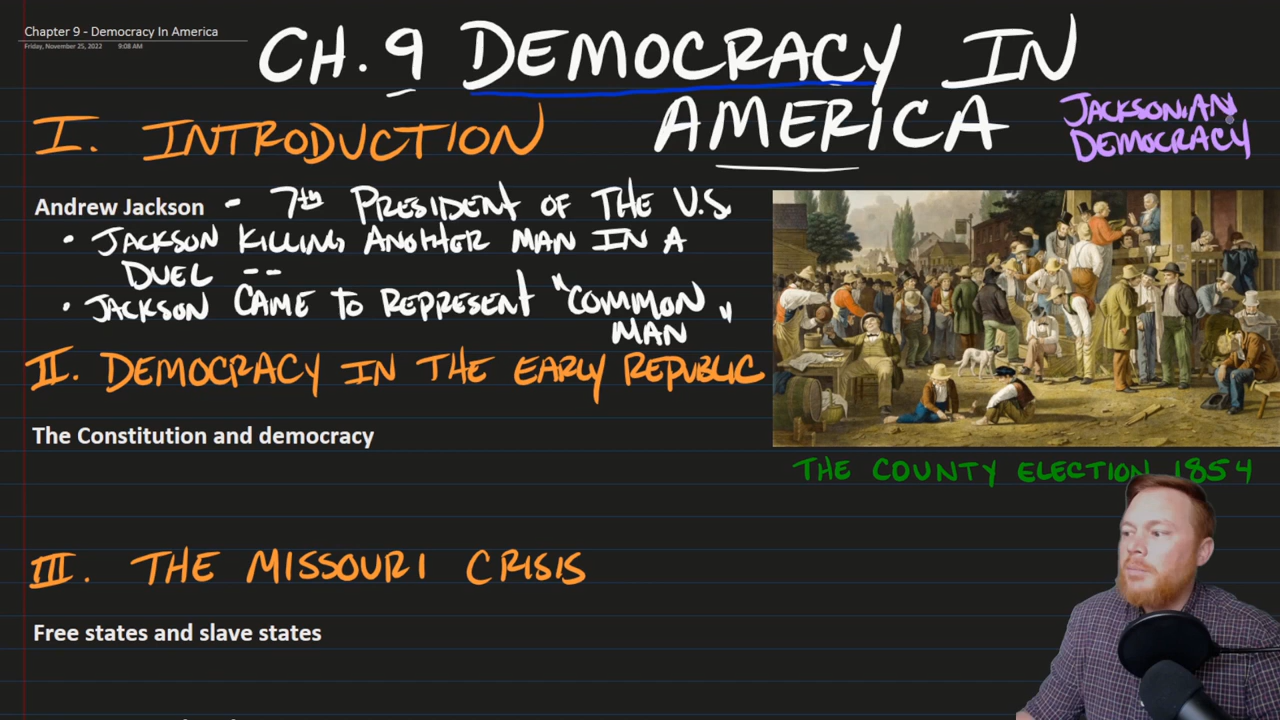 Chapter 9 - Democracy In America
Friday, November 25, 2022 9:08 AM
CH. 9 DEMOCRACY IN
AMERICA
JACKSONIAN
DEMOCRACY
I. INTRODUCTION
Andrew Jackson - 7th PRESIDENT OF THE U.S
• JACKSON KILLING ANOTHER MAN IN A
DUEL --
• JACKSON CAME TO REPRESENT "COMMON
MAN"
II. DEMOCRACY IN THE EARLY REPUBLIC
The Constitution and democracy
THE COUNTY ELECTION 1854
III. THE MISSOURI CRISIS
Free states and slave states